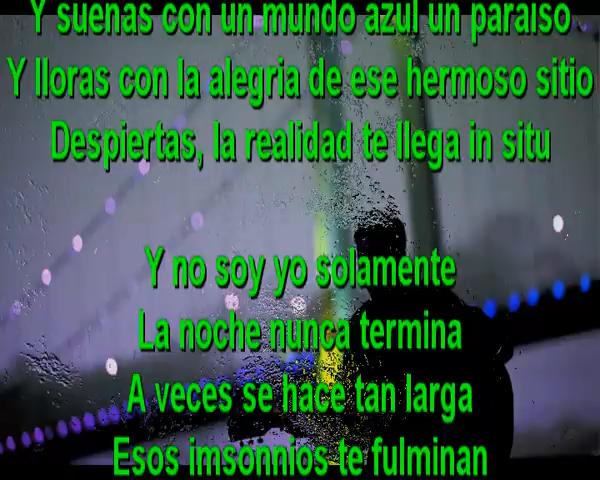 Y sueñas con un mundo azul un paraiso
Y lloras con la alegria de ese hermoso sitio
Despiertas, la realidad te llega in situ
Y no soy yo solamente
La noche nunca termina
A veces se hace tan larga
Esos imsonnios te fulminan